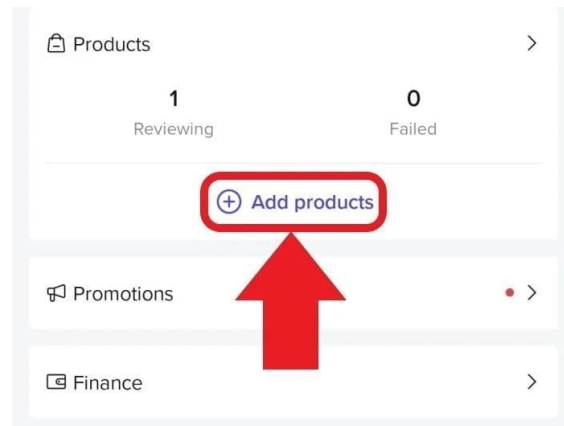 Products
1
0
Reviewing
Failed
Add products
Promotions
Finance